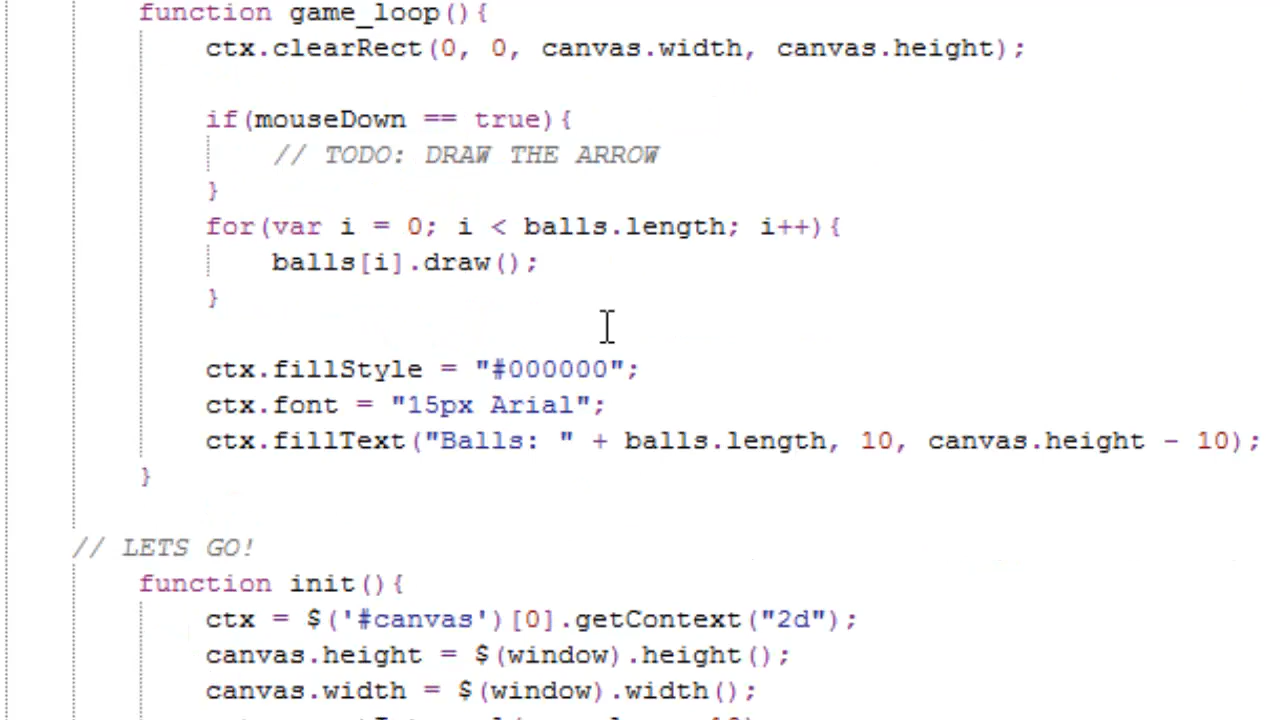 function game_loop(){
ctx.clearRect(0, 0, canvas.width, canvas.height);
if(mouseDown == true){
// TODO: DRAW THE ARROW
}
for(var i = 0; i < balls.length; i++){
balls[i].draw();
}
ctx.fillStyle = "#000000";
ctx.font = "15px Arial";
ctx.fillText("Balls: " + balls.length, 10, canvas.height - 10);
}
// LETS GO!
function init(){
ctx = $('#canvas')[0].getContext("2d");
canvas.height = $(window).height();
canvas.width = $(window).width();